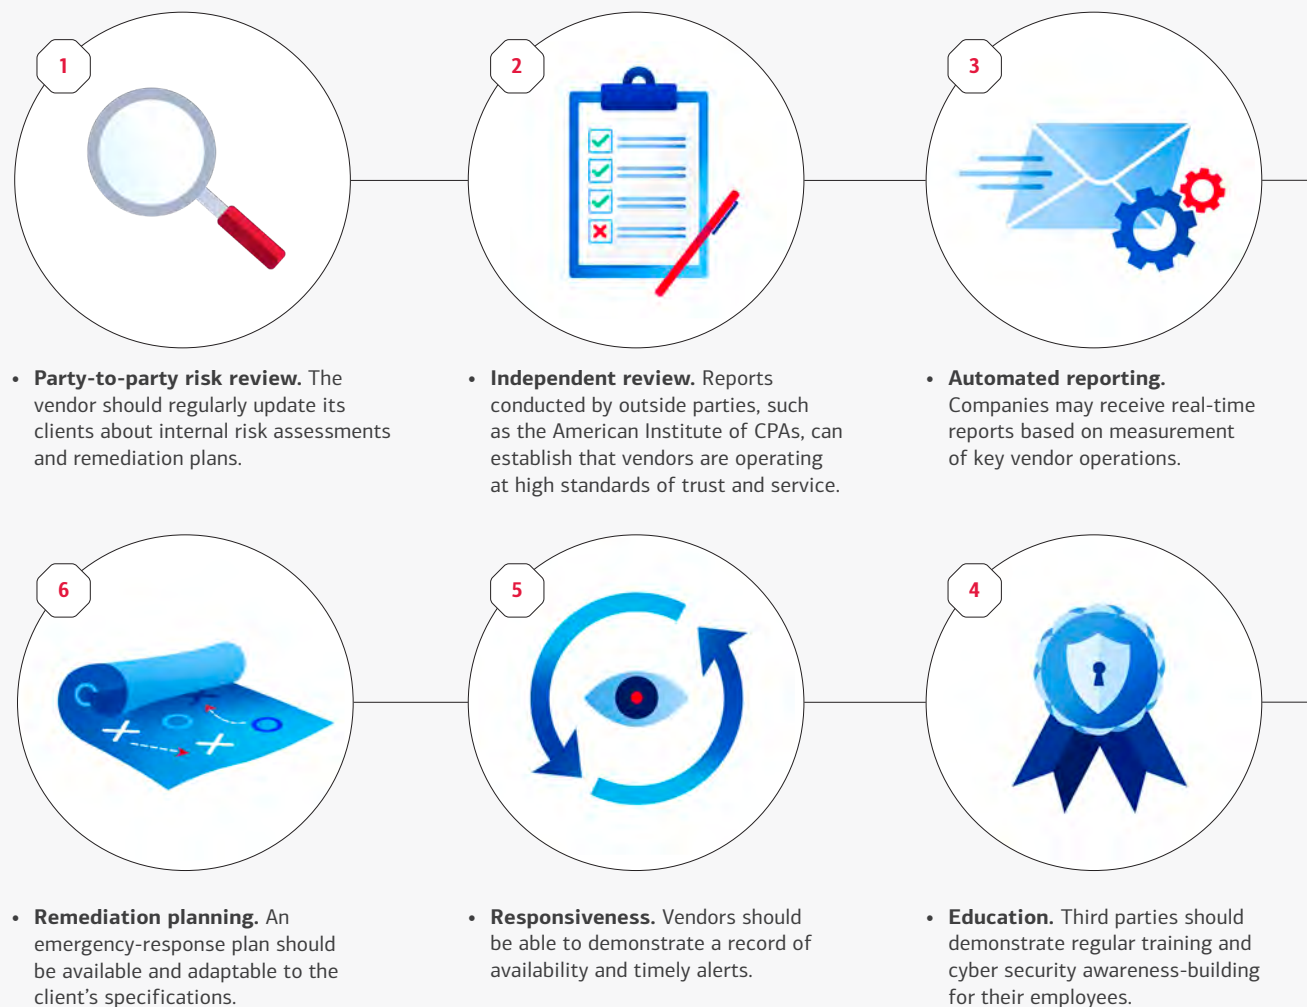 1
• Party-to-party risk review. The
vendor should regularly update its
clients about internal risk assessments
and remediation plans.
2
• Independent review. Reports
conducted by outside parties, such
as the American Institute of CPAs, can
establish that vendors are operating
at high standards of trust and service.
3
• Automated reporting.
Companies may receive real-time
reports based on measurement
of key vendor operations.
6
• Remediation planning. An
emergency-response plan should
be available and adaptable to the
client’s specifications.
5
• Responsiveness. Vendors should
be able to demonstrate a record of
availability and timely alerts.
4
• Education. Third parties should
demonstrate regular training and
cyber security awareness-building
for their employees.